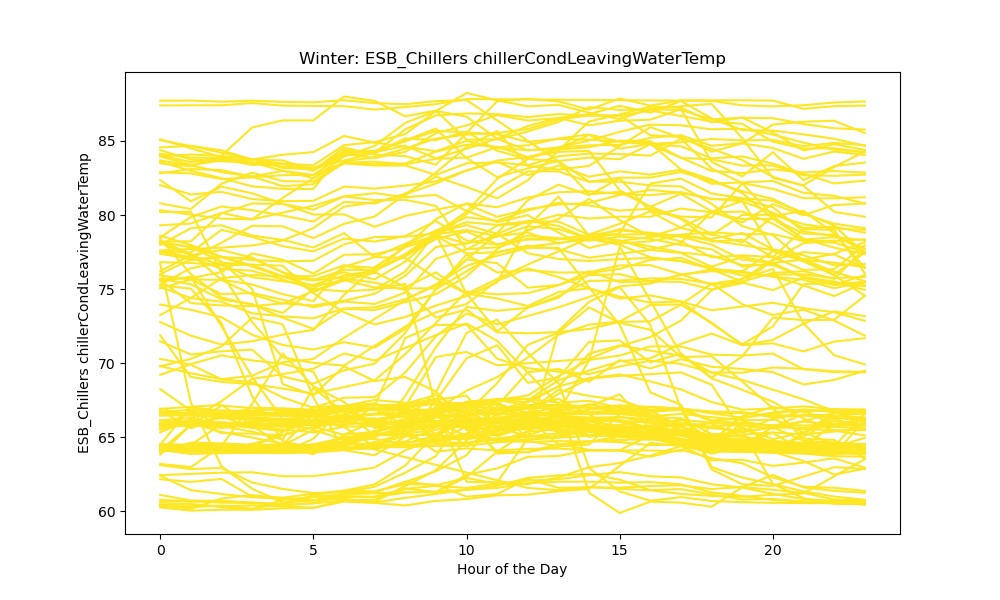 Winter: ESB_Chillers chillerCondLeavingWaterTemp
ESB_Chillers chillerCondLeavingWaterTemp
85
80
75
70
65
60
0 5 10 15 20
Hour of the Day